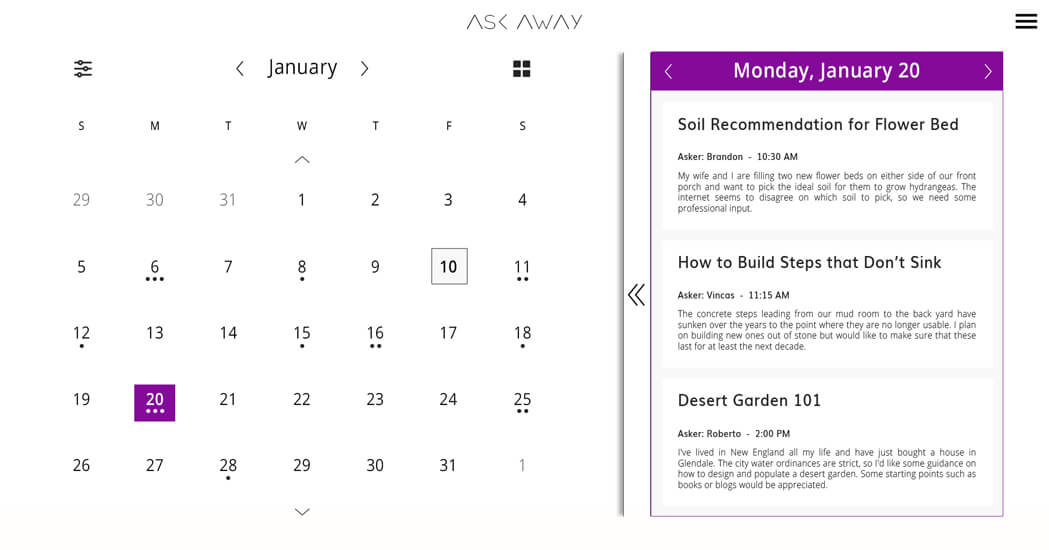 ASK AWAY
January
S M T W T F S
29 30 31 1 2 3 4
5 6 7 8 9 10 11
12 13 14 15 16 17 18
19 20 21 22 23 24 25
26 27 28 29 30 31 1
Monday, January 20
Soil Recommendation for Flower Bed
Asker: Brandon - 10:30 AM
My wife and I are filling two new flower beds on either side of our front
porch and want to pick the ideal soil for them to grow hydrangeas. The
internet seems to disagree on which soil to pick, so we need some
professional input.
How to Build Steps that Don't Sink
Asker: Vincas - 11:15 AM
The concrete steps leading from our mud room to the back yard have
sunken over the years to the point where they are no longer usable. I plan
on building new ones out of stone but would like to make sure that these
last for at least the next decade.
Desert Garden 101
Asker: Roberto - 2:00 PM
I've lived in New England all my life and have just bought a house in
Glendale. The city water ordinances are strict, so I'd like some guidance on
how to design and populate a desert garden. Some starting points such as
books or blogs would be appreciated.